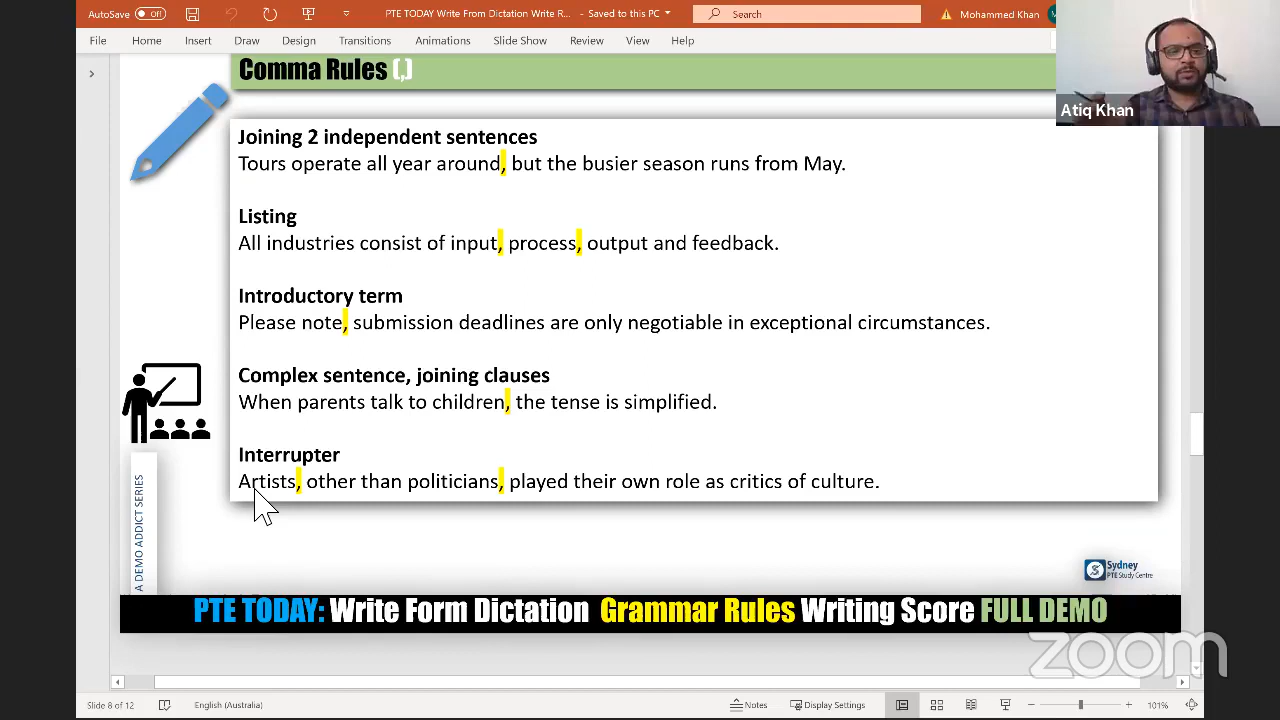 AutoSave Off
PTE TODAY Write From Dictation Write R... - Saved to this PC
Search
Mohammed Khan
File Home Insert Draw Design Transitions Animations Slide Show Review View Help
Comma Rules (,)
Atiq Khan
Joining 2 independent sentences
Tours operate all year around, but the busier season runs from May.
Listing
All industries consist of input, process, output and feedback.
Introductory term
Please note, submission deadlines are only negotiable in exceptional circumstances.
Complex sentence, joining clauses
When parents talk to children, the tense is simplified.
Interrupter
Artists, other than politicians, played their own role as critics of culture.
A DEMO ADDICT SERIES
S Sydney
PTE Study Centre
PTE TODAY: Write Form Dictation Grammar Rules Writing Score FULL DEMO
zoom
Slide 8 of 12 English (Australia) Notes Display Settings 101%